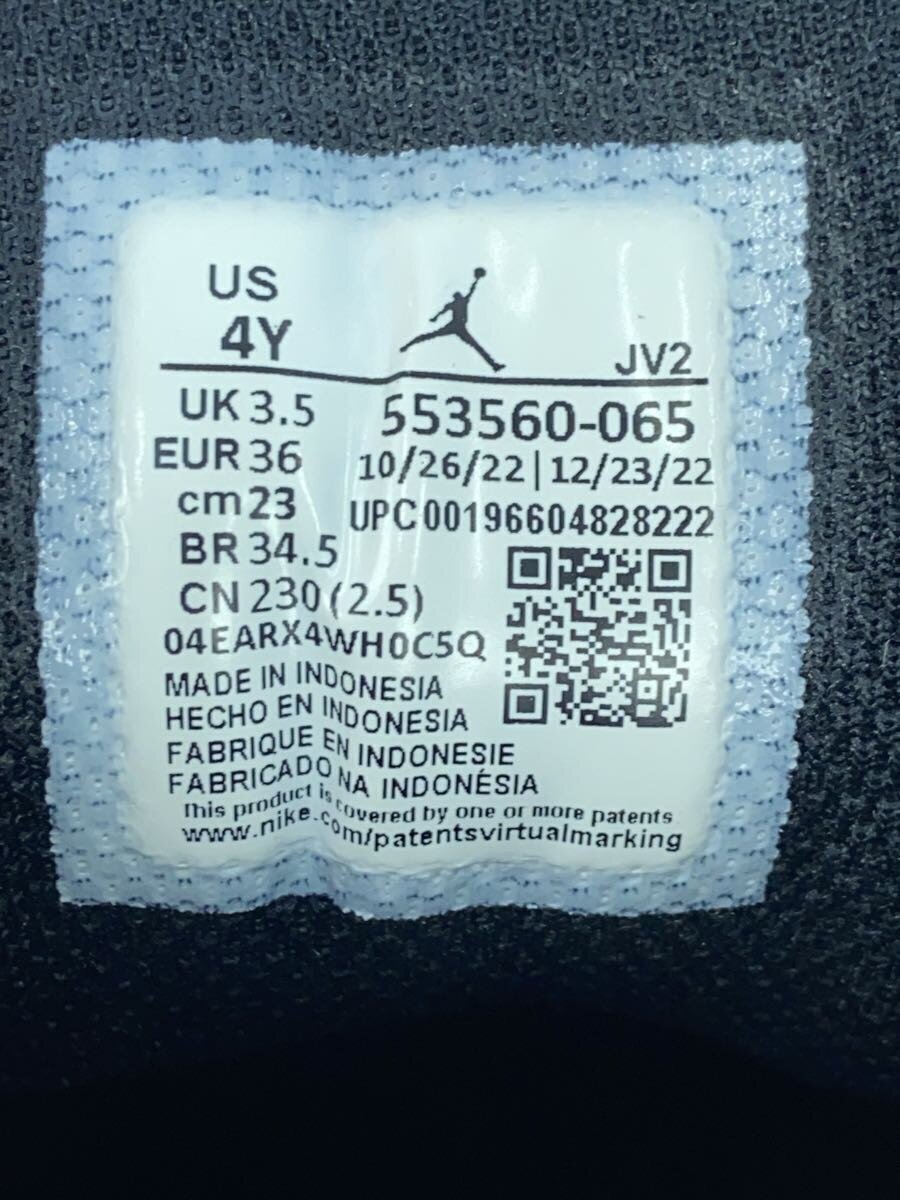 US
4Y
JV2
UK 3.5
553560-065
EUR 36
10/26/22 | 12/23/22
cm 23
UPC 00196604828222
BR 34.5
CN 230 (2.5)
04EARX4WH0C5Q
MADE IN INDONESIA
HECHO EN INDONESIA
FABRIQUE EN INDONESIE
FABRICADO NA INDONÉSIA
This product is covered by one or more patents
www.nike.com/patentsvirtualmarking